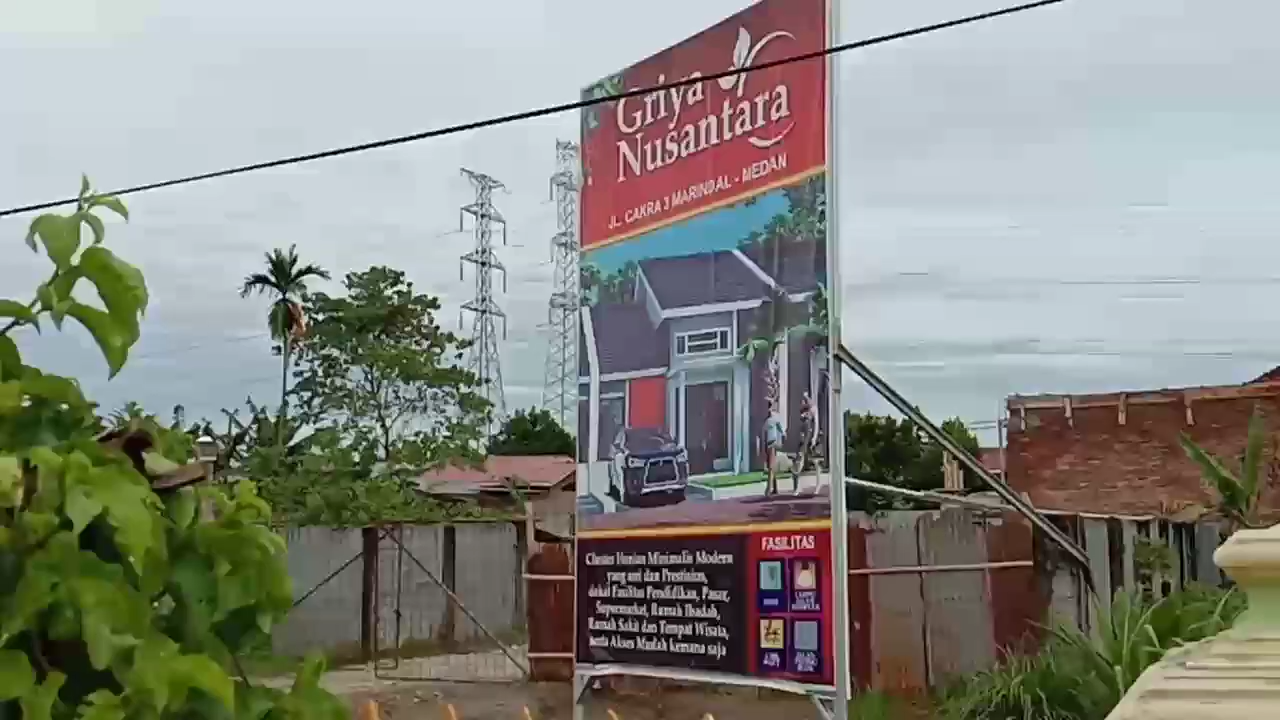 Griya
Nusantara
JL. CAKRA 3 MARINDAL - MEDAN
Cluster Hunian Minimalis Modern
yang asri dan Prestisius,
dekat Fasilitas Pendidikan, Pasar,
Supermarket, Rumah Ibadah,
Rumah Sakit dan Tempat Wisata,
serta Akses Mudah kemana saja
FASILITAS